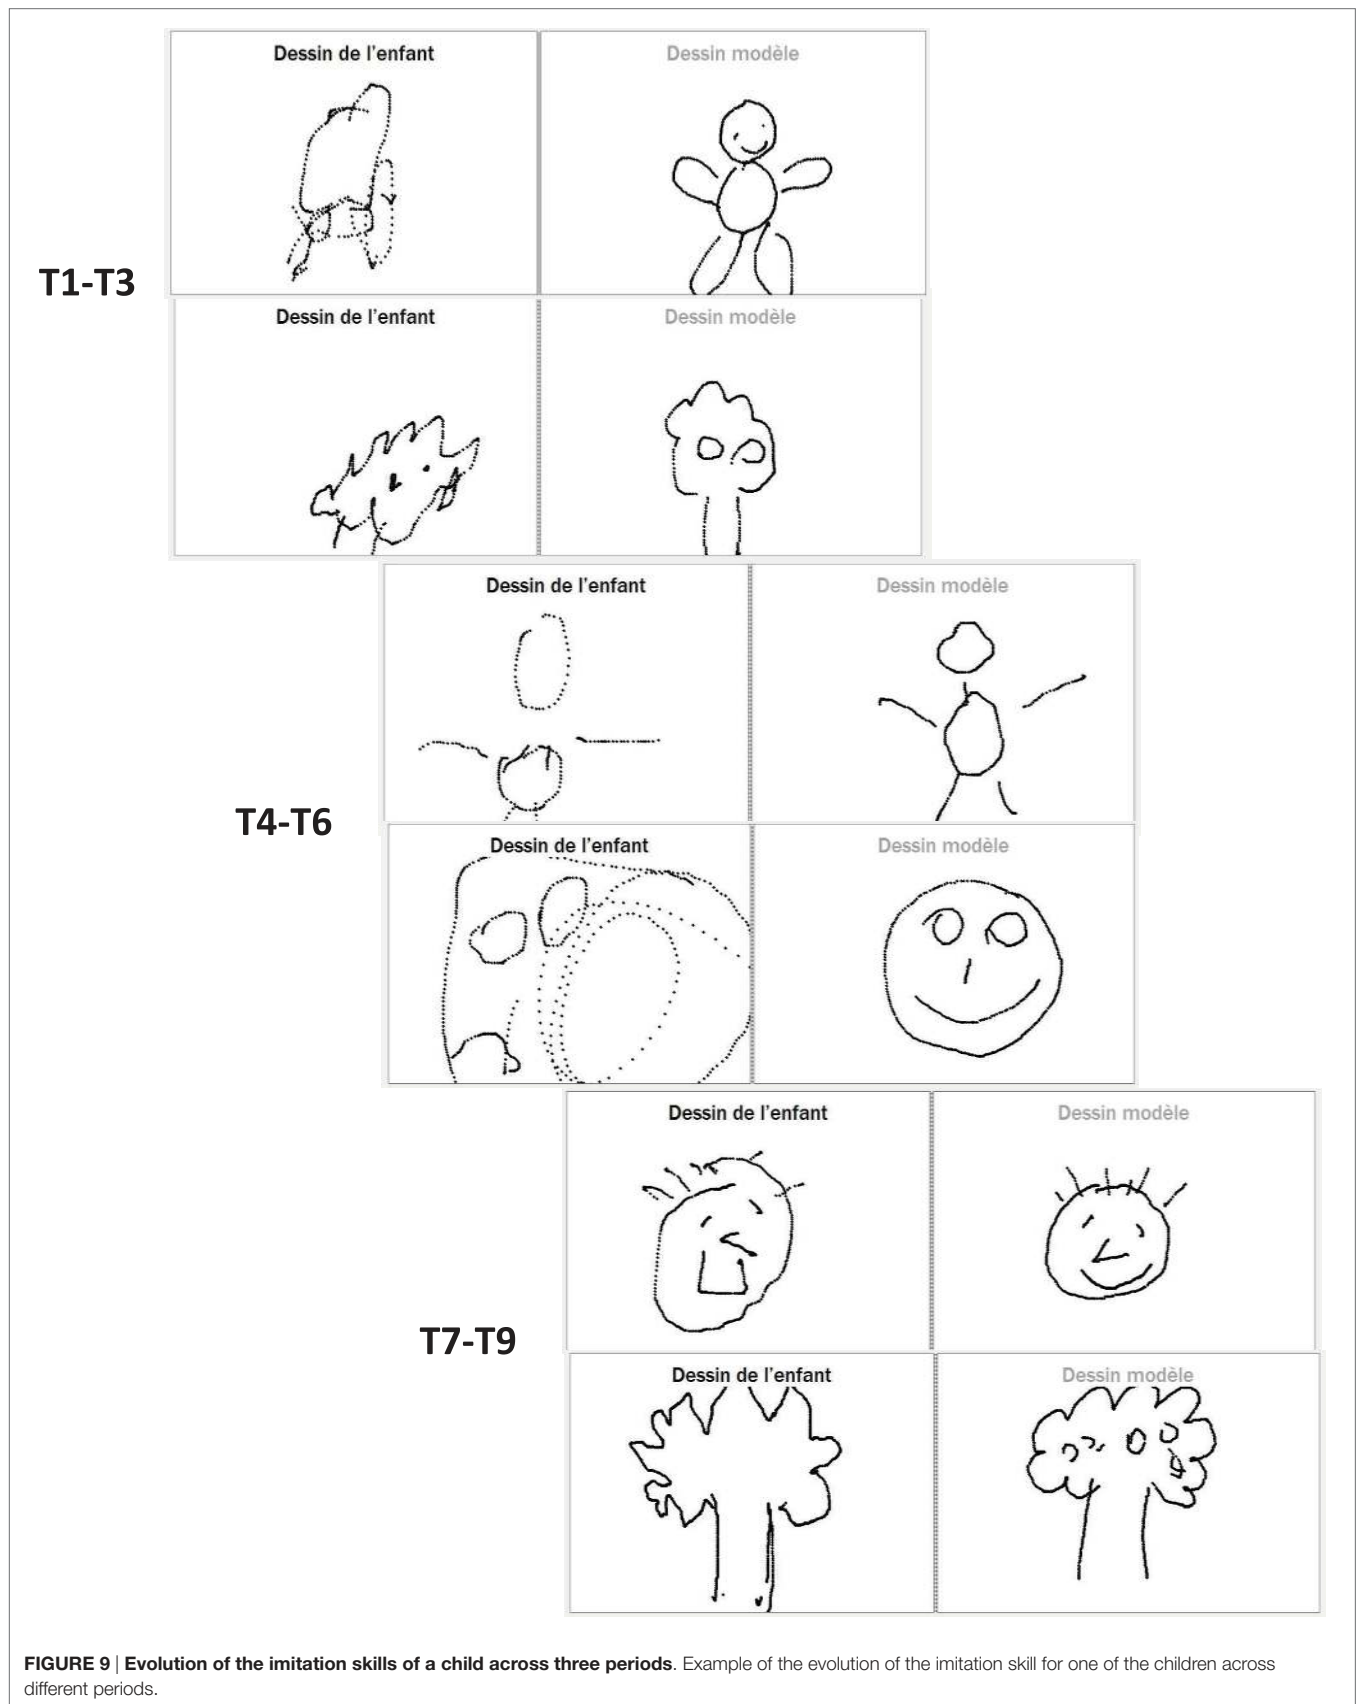 Dessin de l'enfant Dessin modèle
T1-T3
Dessin de l'enfant Dessin modèle
Dessin de l'enfant Dessin modèle
T4-T6
Dessin de l'enfant Dessin modèle
Dessin de l'enfant Dessin modèle
T7-T9
Dessin de l'enfant Dessin modèle
FIGURE 9 | Evolution of the imitation skills of a child across three periods. Example of the evolution of the imitation skill for one of the children across
different periods.